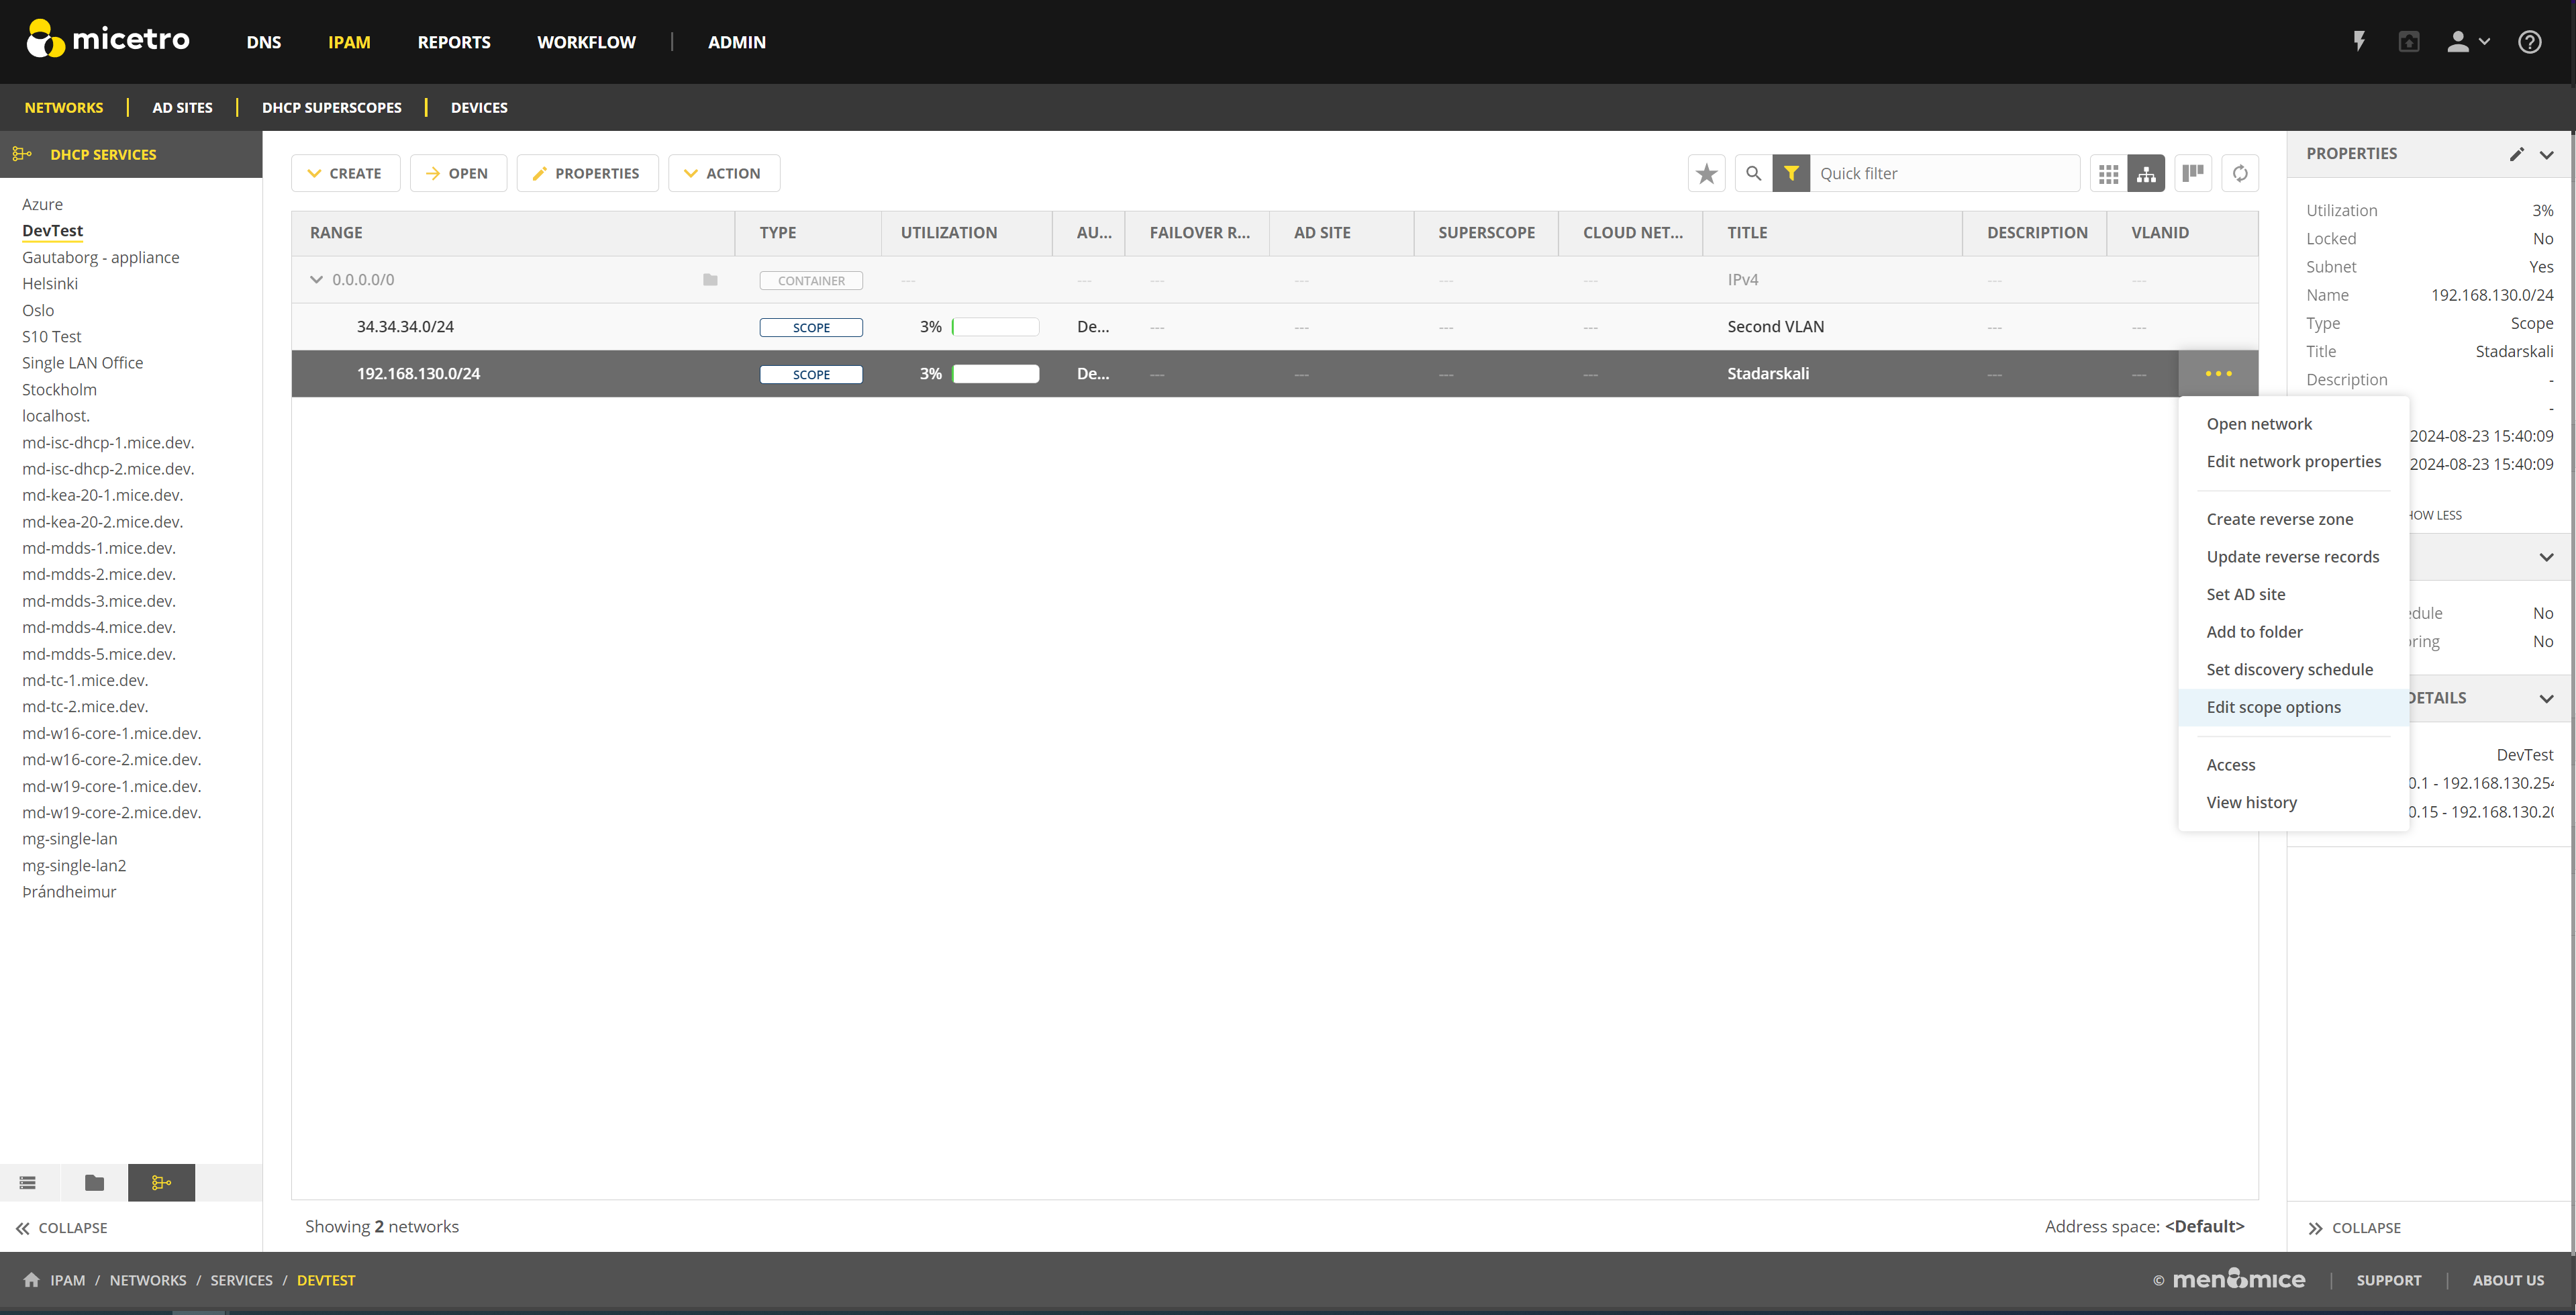 micetro DNS IPAM REPORTS WORKFLOW | ADMIN
NETWORKS | AD SITES | DHCP SUPERSCOPES | DEVICES
DHCP SERVICES
Azure
DevTest
Gautaborg - appliance
Helsinki
Oslo
S10 Test
Single LAN Office
Stockholm
localhost.
md-isc-dhcp-1.mice.dev.
md-isc-dhcp-2.mice.dev.
md-kea-20-1.mice.dev.
md-kea-20-2.mice.dev.
md-mdds-1.mice.dev.
md-mdds-2.mice.dev.
md-mdds-3.mice.dev.
md-mdds-4.mice.dev.
md-mdds-5.mice.dev.
md-tc-1.mice.dev.
md-tc-2.mice.dev.
md-w16-core-1.mice.dev.
md-w16-core-2.mice.dev.
md-w19-core-1.mice.dev.
md-w19-core-2.mice.dev.
mg-single-lan
mg-single-lan2
Þrándheimur
COLLAPSE
CREATE OPEN PROPERTIES ACTION Quick filter
RANGE TYPE UTILIZATION AU... FAILOVER R... AD SITE SUPERSCOPE CLOUD NET... TITLE DESCRIPTION VLANID
0.0.0.0/0 CONTAINER --- --- --- --- --- --- IPv4 --- ---
34.34.34.0/24 SCOPE 3% De... --- --- --- --- Second VLAN --- ---
192.168.130.0/24 SCOPE 3% De... --- --- --- --- Stadarskali --- ---
Open network
Edit network properties
Create reverse zone
Update reverse records
Set AD site
Add to folder
Set discovery schedule
Edit scope options
Access
View history
Showing 2 networks
Address space: <Default>
PROPERTIES
Utilization 3%
Locked No
Subnet Yes
Name 192.168.130.0/24
Type Scope
Title Stadarskali
Description -
-
2024-08-23 15:40:09
2024-08-23 15:40:09
HOW LESS
edule No
oring No
DETAILS
DevTest
0.1 - 192.168.130.254
0.15 - 192.168.130.20
COLLAPSE
IPAM / NETWORKS / SERVICES / DEVTEST
© men&mice | SUPPORT | ABOUT US